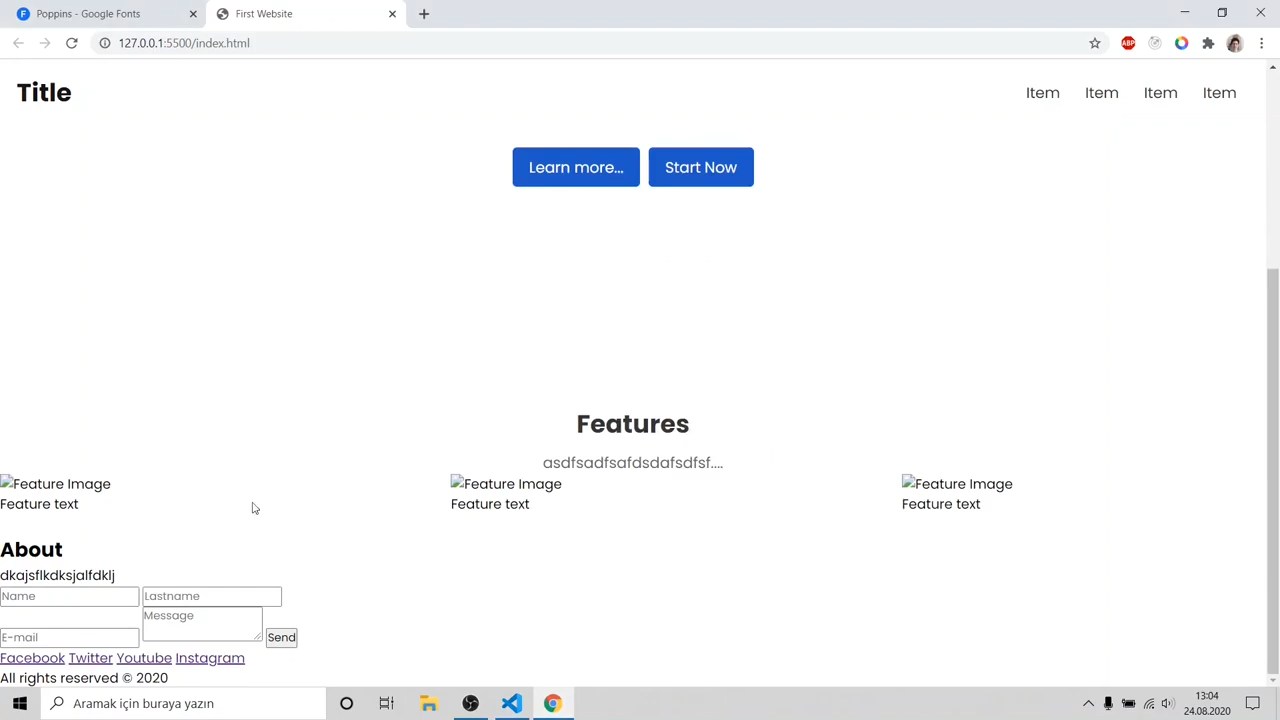 Poppins - Google Fonts
First Website
127.0.0.1:5500/index.html
ABP
Title
Item Item Item Item
Learn more... Start Now
Features
asdfsadfsafdsdafsdfsf....
Feature Image Feature Image Feature Image
Feature text Feature text Feature text
About
dkajsflkdksjalfdklj
Name Lastname
Message
E-mail Send
Facebook Twitter Youtube Instagram
All rights reserved © 2020
Aramak için buraya yazın
13:04
24.08.2020